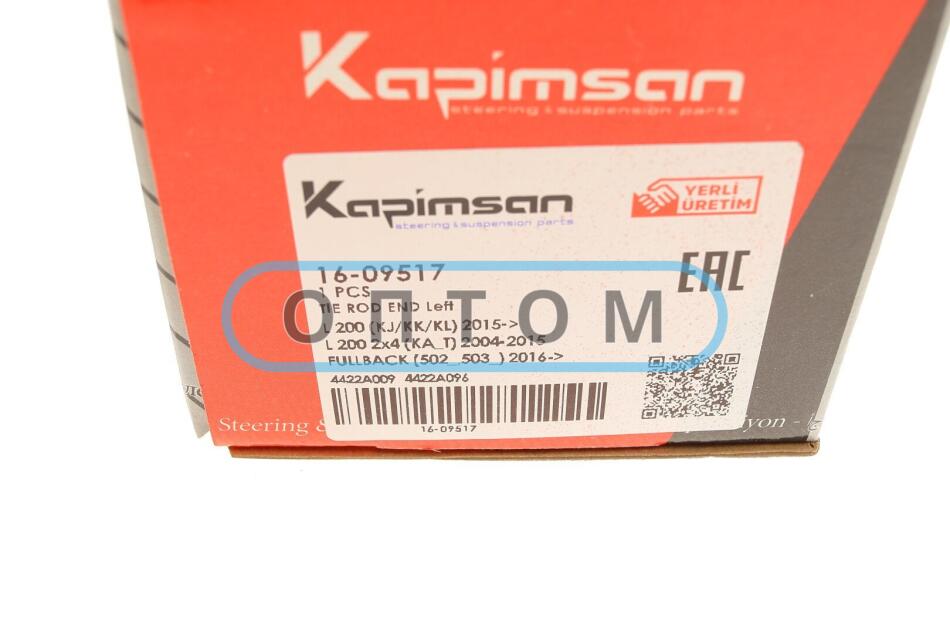 Kapimsan
steering & suspension parts
Kapimsan
steering & suspension parts
YERLİ
ÜRETİM
16-09517
EAC
1 PCS
TIE ROD END Left
ОПТОМ
L 200 (KJ/KK/KL) 2015->
L 200 2x4 (KA_T) 2004-2015
FULLBACK (502_,503_) 2016->
4422A009 4422A096
16-09517
Steering &
yon -